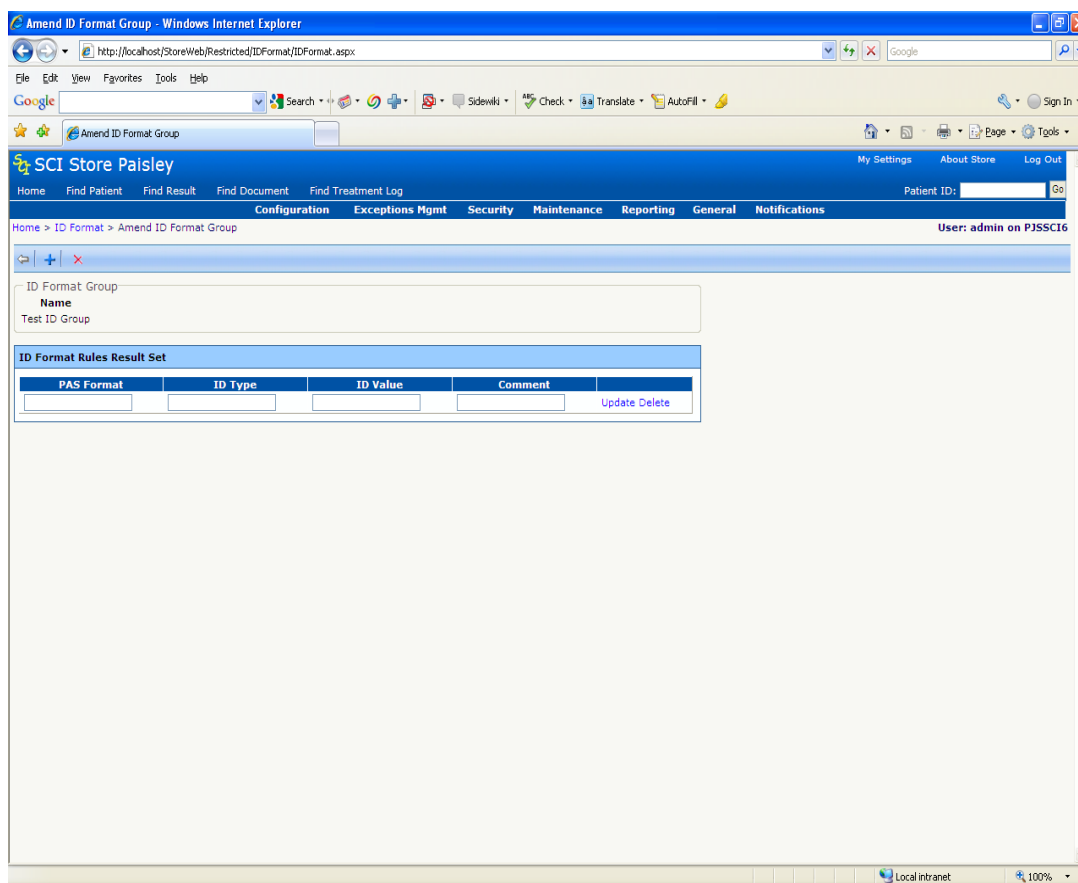 Amend ID Format Group - Windows Internet Explorer
http://localhost/StoreWeb/Restricted/IDFormat/IDFormat.aspx
Google
File Edit View Favorites Tools Help
Google Search Sidewiki Check Translate AutoFill Sign In
Amend ID Format Group Page Tools
SCI Store Paisley My Settings About Store Log Out
Home Find Patient Find Result Find Document Find Treatment Log Patient ID: Go
Configuration Exceptions Mgmt Security Maintenance Reporting General Notifications
Home > ID Format > Amend ID Format Group User: admin on PJSSCI6
ID Format Group
Name
Test ID Group
ID Format Rules Result Set
PAS Format ID Type ID Value Comment
Update Delete
Local intranet 100%